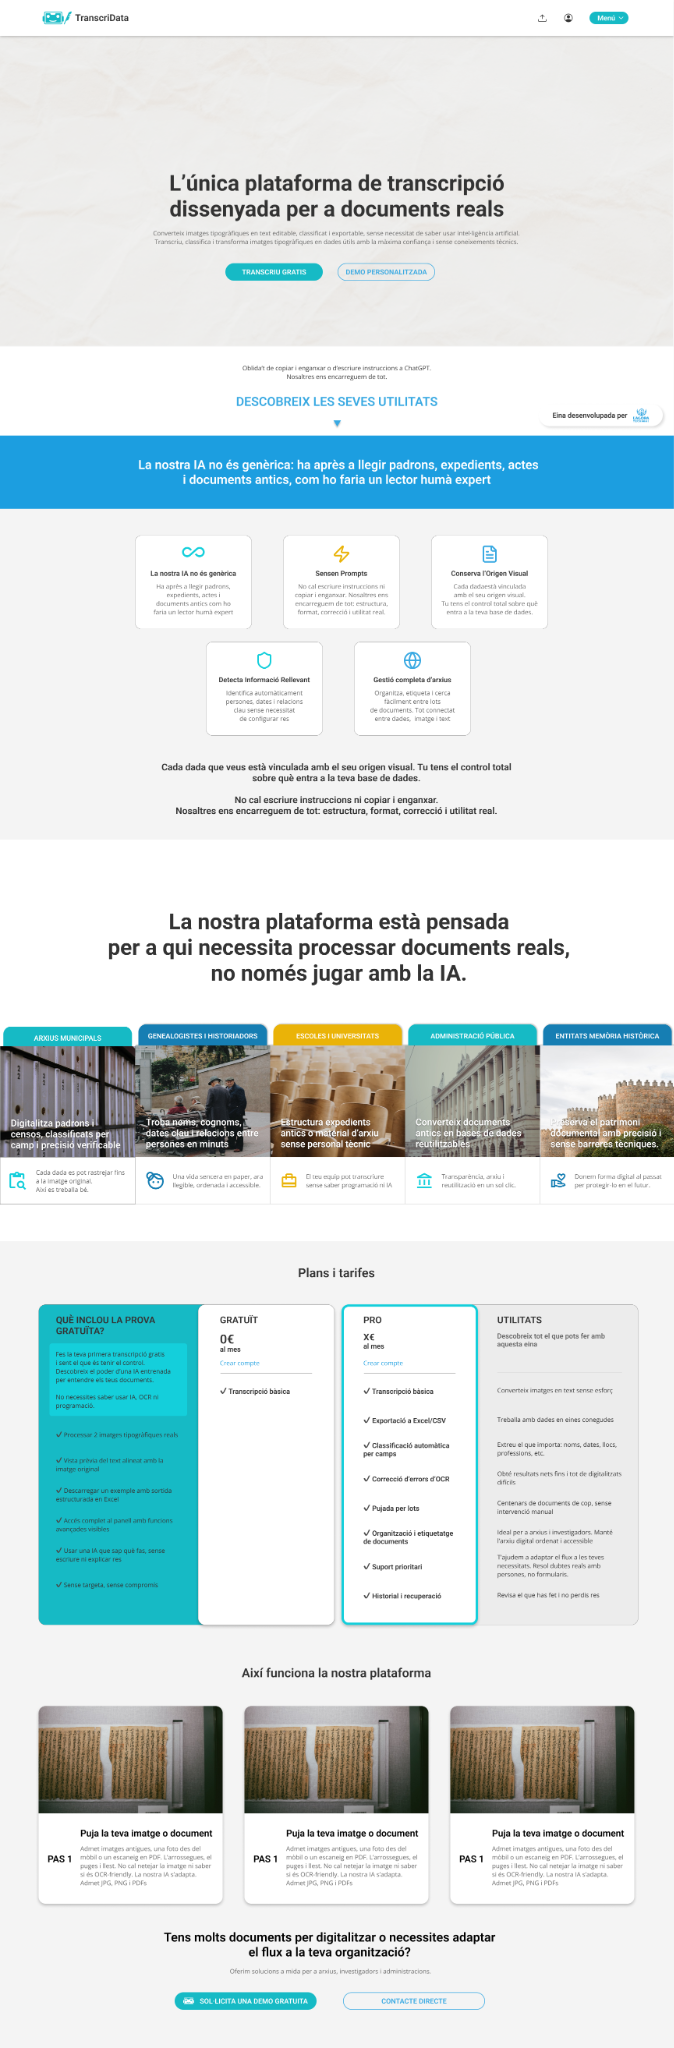 TranscriData
Menú
L'única plataforma de transcripció
dissenyada per a documents reals
Converteix imatges tipogràfiques en text editable, classificat i exportable, sense necessitat de saber usar intel·ligència artificial.
Transcriu, classifica i transforma imatges tipogràfiques en dades útils amb la màxima confiança i sense coneixements tècnics.
TRANSCRIU GRATIS
DEMO PERSONALITZADA
Oblida't de copiar i enganxar o d'escriure instruccions a ChatGPT.
Nosaltres ens encarreguem de tot.
DESCOBREIX LES SEVES UTILITATS
Eina desenvolupada per
La nostra IA no és genèrica: ha après a llegir padrons, expedients, actes
i documents antics, com ho faria un lector humà expert
La nostra IA no és genèrica
Ha après a llegir padrons,
expedients, actes i
documents antics com ho
faria un lector humà expert
Sensen Prompts
No cal escriure instruccions ni
copiar i enganxar. Nosaltres ens
encarreguem de tot: estructura,
format, correcció i utilitat real.
Conserva l'Origen Visual
Cada dadaestà vinculada
amb el seu origen visual.
Tu tens el control total sobre què
entra a la teva base de dades.
Detecta Informació Rellevant
Identifica automàticament
persones, dates i relacions
clau sense necessitat
de configurar res
Gestió completa d'arxius
Organitza, etiqueta i cerca
fàcilment entre lots
de documents. Tot connectat
entre dades, imatge i text
Cada dada que veus està vinculada amb el seu origen visual. Tu tens el control total
sobre què entra a la teva base de dades.
No cal escriure instruccions ni copiar i enganxar.
Nosaltres ens encarreguem de tot: estructura, format, correcció i utilitat real.
La nostra plataforma està pensada
per a qui necessita processar documents reals,
no només jugar amb la IA.
ARXIUS MUNICIPALS
Digitalitza padrons i
censos, classificats per
camp i precisió verificable
Cada dada es pot rastrejar fins
a la imatge original.
Així es treballa bé.
GENEALOGISTES I HISTORIADORS
Troba noms, cognoms,
dates clau i relacions entre
persones en minuts
Una vida sencera en paper, ara
llegible, ordenada i accessible.
ESCOLES I UNIVERSITATS
Estructura expedients
antics o material d'arxiu
sense personal tècnic
El teu equip pot transcriure
sense saber programació ni IA
ADMINISTRACIÓ PÚBLICA
Converteix documents
antics en bases de dades
reutilitzables
Transparència, arxiu i
reutilització en un sol clic.
ENTITATS MEMÒRIA HISTÒRICA
Preserva el patrimoni
documental amb precisió i
sense barreres tècniques.
Donem forma digital al passat
per protegir-lo en el futur.
Plans i tarifes
QUÈ INCLOU LA PROVA
GRATUÏTA?
Fes la teva primera transcripció gratis
i sent el que és tenir el control.
Descobreix el poder d'una IA entrenada
per entendre els teus documents.
No necessites saber usar IA, OCR ni
programació.
✓ Processar 2 imatges tipogràfiques reals
✓ Vista prèvia del text alineat amb la
imatge original
✓ Descarregar un exemple amb sortida
estructurada en Excel
✓ Accés complet al panell amb funcions
avançades visibles
✓ Usar una IA que sap què fas, sense
escriure ni explicar res
✓ Sense targeta, sense compromís
GRATUÏT
0€
al mes
Crear compte
✓ Transcripció bàsica
PRO
X€
al mes
Crear compte
✓ Transcripció bàsica
✓ Exportació a Excel/CSV
✓ Classificació automàtica
per camps
✓ Correcció d'errors d'OCR
✓ Pujada per lots
✓ Organització i etiquetatge
de documents
✓ Suport prioritari
✓ Historial i recuperació
UTILITATS
Descobreix tot el que pots fer amb
aquesta eina
Converteix imatges en text sense esforç
Treballa amb dades en eines conegudes
Extreu el que importa: noms, dates, llocs,
professions, etc.
Obté resultats nets fins i tot de digitalitrats
difícils
Centenars de documents de cop, sense
intervenció manual
Ideal per a arxius i investigadors. Manté
l'arxiu digital ordenat i accessible
T'ajudem a adaptar el flux a les teves
necessitats. Resol dubtes reals amb
persones, no formularis.
Revisa el que has fet i no perdis res
Així funciona la nostra plataforma
PAS 1
Puja la teva imatge o document
Admet imatges antigues, una foto des del
mòbil o un escaneig en PDF. L'arrossegues, el
puges i llest. No cal netejar la imatge ni saber
si és OCR-friendly. La nostra IA s'adapta.
Admet JPG, PNG i PDFs
PAS 1
Puja la teva imatge o document
Admet imatges antigues, una foto des del
mòbil o un escaneig en PDF. L'arrossegues, el
puges i llest. No cal netejar la imatge ni saber
si és OCR-friendly. La nostra IA s'adapta.
Admet JPG, PNG i PDFs
PAS 1
Puja la teva imatge o document
Admet imatges antigues, una foto des del
mòbil o un escaneig en PDF. L'arrossegues, el
puges i llest. No cal netejar la imatge ni saber
si és OCR-friendly. La nostra IA s'adapta.
Admet JPG, PNG i PDFs
Tens molts documents per digitalitzar o necessites adaptar
el flux a la teva organització?
Oferim solucions a mida per a arxius, investigadors i administracions.
SOL·LICITA UNA DEMO GRATUITA
CONTACTE DIRECTE